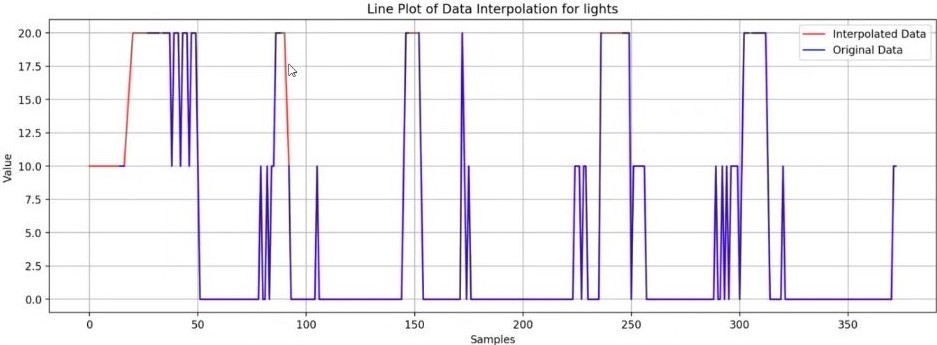 Line Plot of Data Interpolation for lights
20.0
17.5
15.0
12.5
10.0
7.5
5.0
2.5
0.0
Value
Interpolated Data
Original Data
0 50 100 150 200 250 300 350
Samples